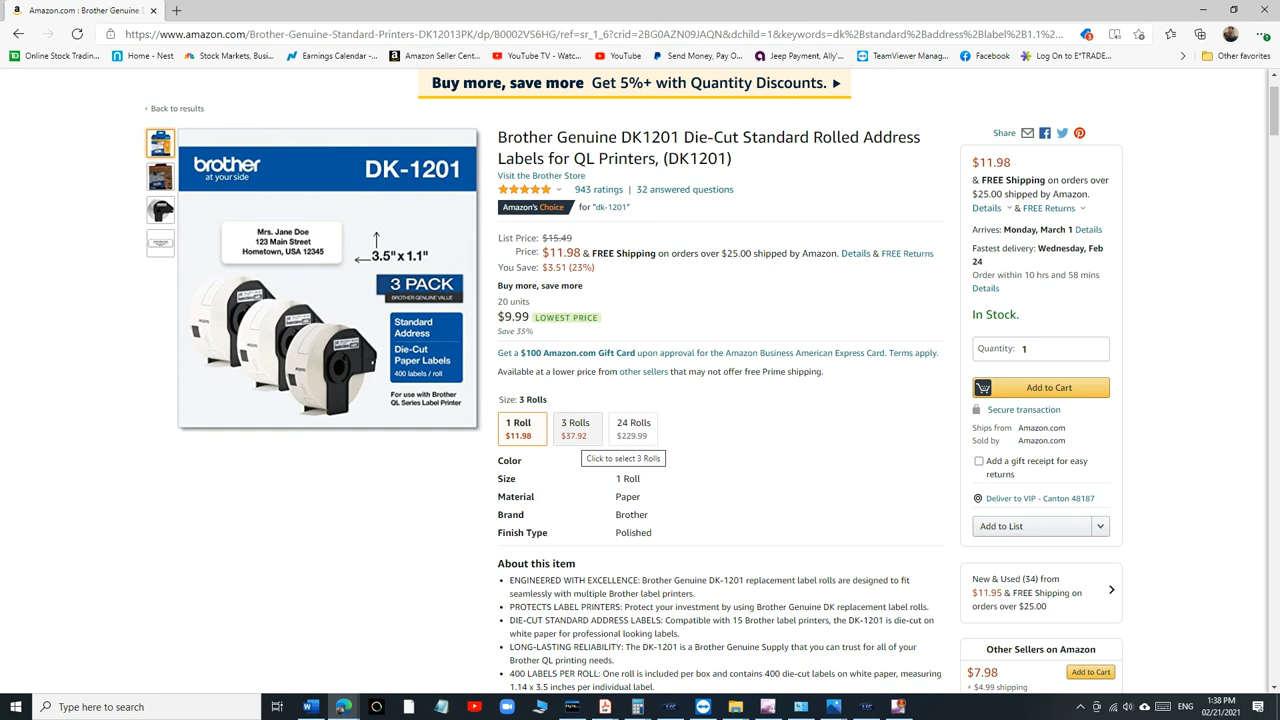 Amazon.com : Brother Genuine
https://www.amazon.com/Brother-Genuine-Standard-Printers-DK12013PK/dp/B0002VS6HG/ref=sr_1_6?crid=2BG0AZN09JAQN&dchild=1&keywords=dk%2Bstandard%2Baddress%2Blabel%2B1.1%2...
Online Stock Tradin...
Home - Nest
Stock Markets, Busi...
Earnings Calendar -...
Amazon Seller Cent...
YouTube TV - Watc...
YouTube
Send Money, Pay O...
Jeep Payment, Ally'...
TeamViewer Manag...
Facebook
Log On to E*TRADE...
Other favorites
Buy more, save more Get 5%+ with Quantity Discounts.
‹ Back to results
brother
at your side
DK-1201
Mrs. Jane Doe
123 Main Street
Hometown, USA 12345
3.5" x 1.1"
3 PACK
BROTHER GENUINE VALUE
Standard
Address
Die-Cut
Paper Labels
400 labels / roll
For use with Brother
QL Series Label Printer
Brother Genuine DK1201 Die-Cut Standard Rolled Address
Labels for QL Printers, (DK1201)
Visit the Brother Store
943 ratings | 32 answered questions
Amazon's Choice for "dk-1201"
List Price: $15.49
Price: $11.98 & FREE Shipping on orders over $25.00 shipped by Amazon. Details & FREE Returns
You Save: $3.51 (23%)
Buy more, save more
20 units
$9.99 LOWEST PRICE
Save 35%
Get a $100 Amazon.com Gift Card upon approval for the Amazon Business American Express Card. Terms apply.
Available at a lower price from other sellers that may not offer free Prime shipping.
Size: 3 Rolls
1 Roll
$11.98
3 Rolls
$37.92
24 Rolls
$229.99
Click to select 3 Rolls
Color
Size 1 Roll
Material Paper
Brand Brother
Finish Type Polished
About this item
• ENGINEERED WITH EXCELLENCE: Brother Genuine DK-1201 replacement label rolls are designed to fit
seamlessly with multiple Brother label printers.
• PROTECTS LABEL PRINTERS: Protect your investment by using Brother Genuine DK replacement label rolls.
• DIE-CUT STANDARD ADDRESS LABELS: Compatible with 15 Brother label printers, the DK-1201 is die-cut on
white paper for professional looking labels.
• LONG-LASTING RELIABILITY: The DK-1201 is a Brother Genuine Supply that you can trust for all of your
Brother QL printing needs.
• 400 LABELS PER ROLL: One roll is included per box and contains 400 die-cut labels on white paper, measuring
1.14 x 3.5 inches per individual label.
Share
$11.98
& FREE Shipping on orders over
$25.00 shipped by Amazon.
Details & FREE Returns
Arrives: Monday, March 1 Details
Fastest delivery: Wednesday, Feb
24
Order within 10 hrs and 58 mins
Details
In Stock.
Quantity: 1
Add to Cart
Secure transaction
Ships from Amazon.com
Sold by Amazon.com
Add a gift receipt for easy
returns
Deliver to VIP - Canton 48187
Add to List
New & Used (34) from
$11.95 & FREE Shipping on
orders over $25.00
Other Sellers on Amazon
$7.98
Add to Cart
+ $4.99 shipping
Type here to search
ENG
1:38 PM
02/21/2021